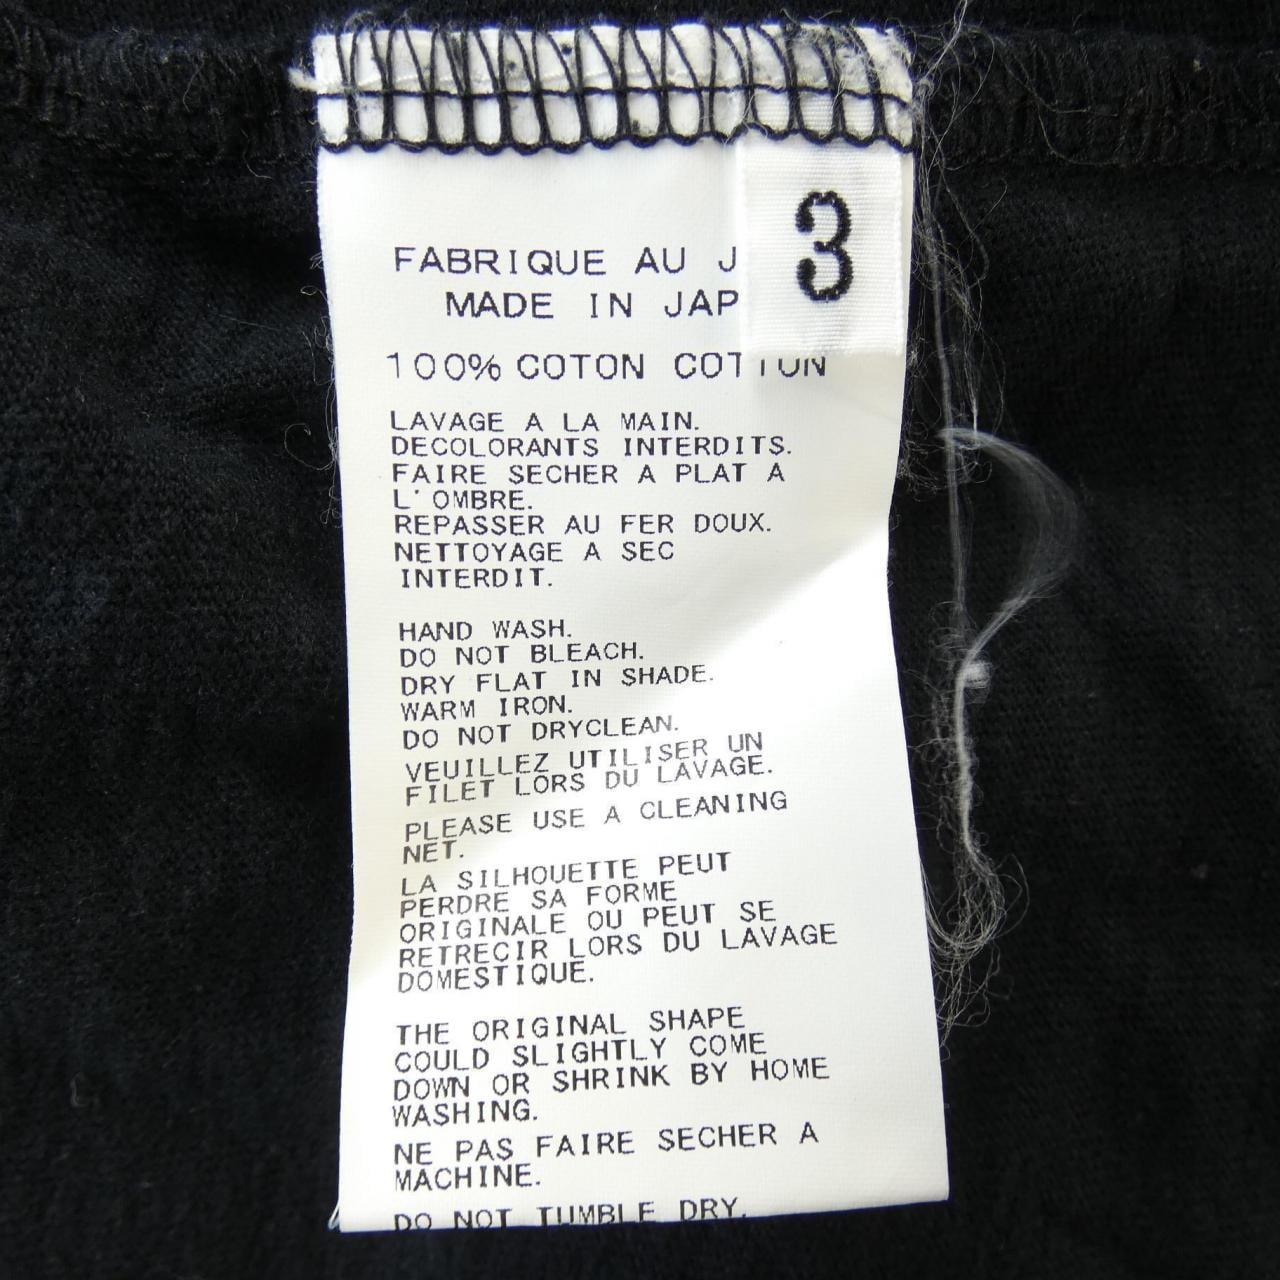 3
FABRIQUE AU J
MADE IN JAP
100% COTON COTTON
LAVAGE A LA MAIN.
DECOLORANTS INTERDITS.
FAIRE SECHER A PLAT A
L'OMBRE.
REPASSER AU FER DOUX.
NETTOYAGE A SEC
INTERDIT.
HAND WASH.
DO NOT BLEACH.
DRY FLAT IN SHADE.
WARM IRON.
DO NOT DRYCLEAN.
VEUILLEZ UTILISER UN
FILET LORS DU LAVAGE.
PLEASE USE A CLEANING
NET.
LA SILHOUETTE PEUT
PERDRE SA FORME
ORIGINALE OU PEUT SE
RETRECIR LORS DU LAVAGE
DOMESTIQUE.
THE ORIGINAL SHAPE
COULD SLIGHTLY COME
DOWN OR SHRINK BY HOME
WASHING.
NE PAS FAIRE SECHER A
MACHINE.
DO NOT TUMBLE DRY.